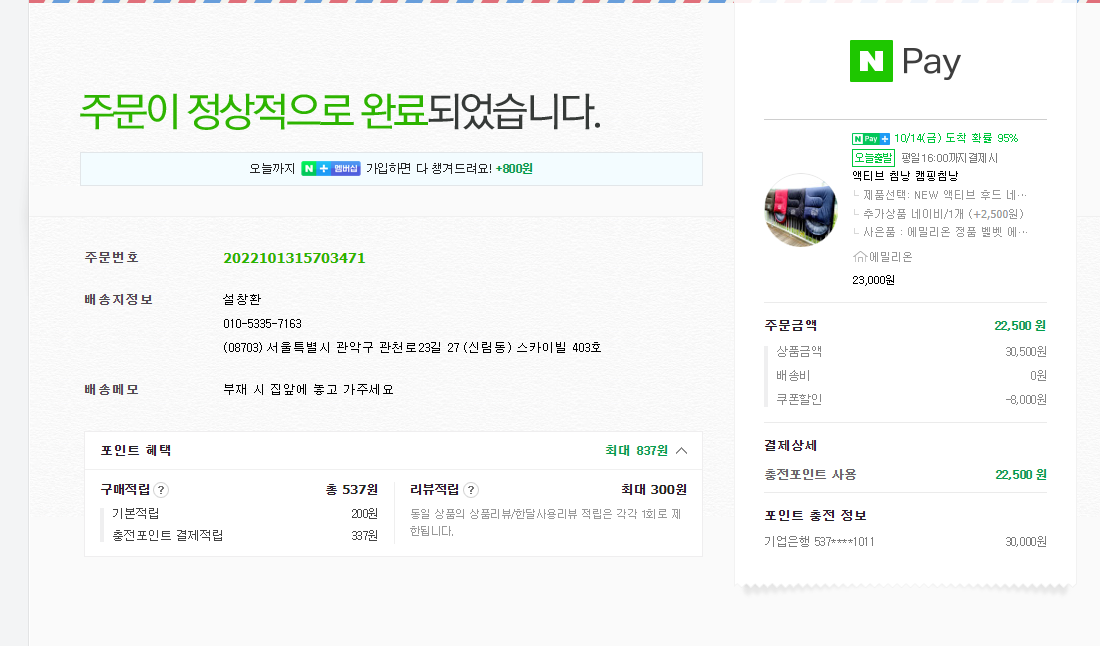 주문이 정상적으로 완료되었습니다.
오늘까지 N + 멤버십 가입하면 다 챙겨드려요! +800원
주문번호 2022101315703471
배송지정보 설창환
010-5335-7163
(08703) 서울특별시 관악구 관천로23길 27 (신림동) 스카이빌 403호
배송메모 부재 시 집앞에 놓고 가주세요
포인트 혜택 최대 837원
구매적립 ? 총 537원
기본적립 200원
충전포인트 결제적립 337원
리뷰적립 ? 최대 300원
동일 상품의 상품리뷰/한달사용리뷰 적립은 각각 1회로 제
한됩니다.
N Pay
N Pay + 10/14(금) 도착 확률 95%
오늘출발 평일16:00까지결제시
액티브 침낭 캠핑침낭
제품선택: NEW 액티브 후드 네…
추가상품 네이비/1개 (+2,500원)
사은품 : 에밀리온 정품 벨벳 에…
에밀리온
23,000원
주문금액 22,500 원
상품금액 30,500원
배송비 0원
쿠폰할인 -8,000원
결제상세
충전포인트 사용 22,500 원
포인트 충전 정보
기업은행 537****1011 30,000원